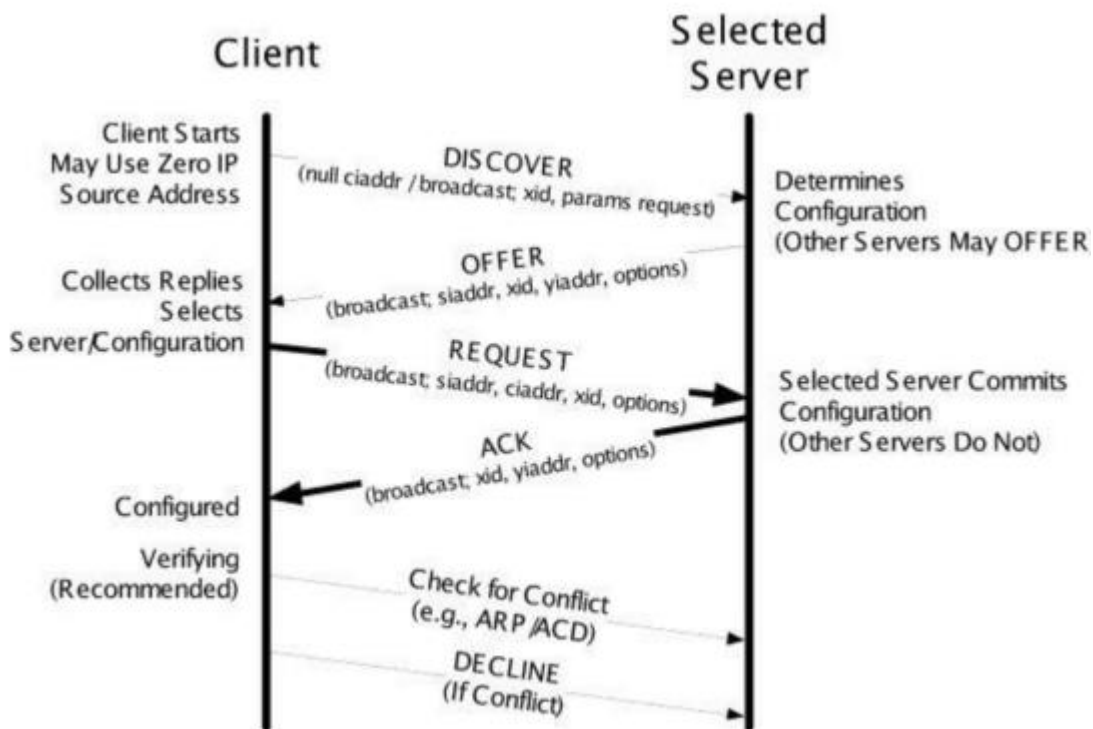 Client
Selected
Server
Client Starts
May Use Zero IP
Source Address
DISCOVER
(null ciaddr / broadcast; xid, params request)
Determines
Configuration
(Other Servers May OFFER
OFFER
(broadcast; siaddr, xid, yiaddr, options)
Collects Replies
Selects
Server/Configuration
REQUEST
(broadcast; siaddr, ciaddr, xid, options)
Selected Server Commits
Configuration
(Other Servers Do Not)
ACK
(broadcast; xid, yiaddr, options)
Configured
Verifying
(Recommended)
Check for Conflict
(e.g., ARP/ACD)
DECLINE
(If Conflict)